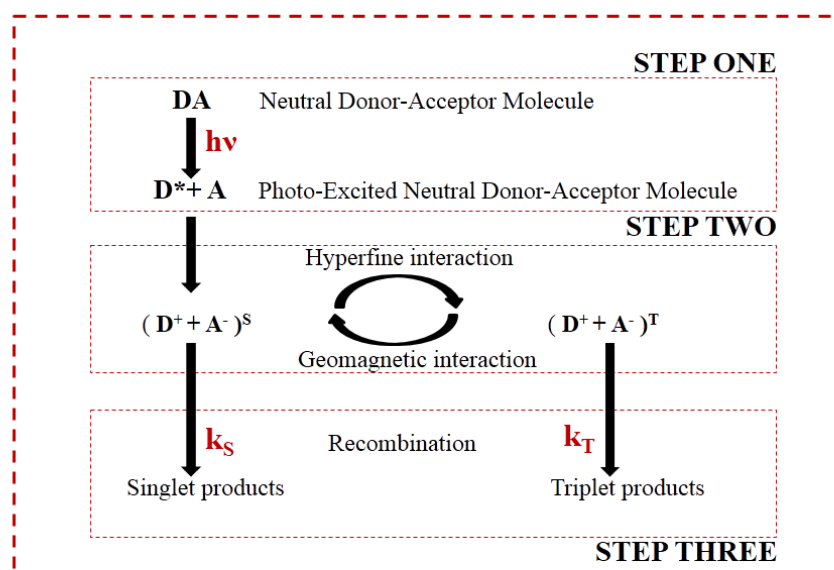 STEP ONE
DA Neutral Donor-Acceptor Molecule
hν
D*+ A Photo-Excited Neutral Donor-Acceptor Molecule
STEP TWO
Hyperfine interaction
( D⁺ + A⁻ )ˢ ( D⁺ + A⁻ )ᵀ
Geomagnetic interaction
kS Recombination kT
Singlet products Triplet products
STEP THREE